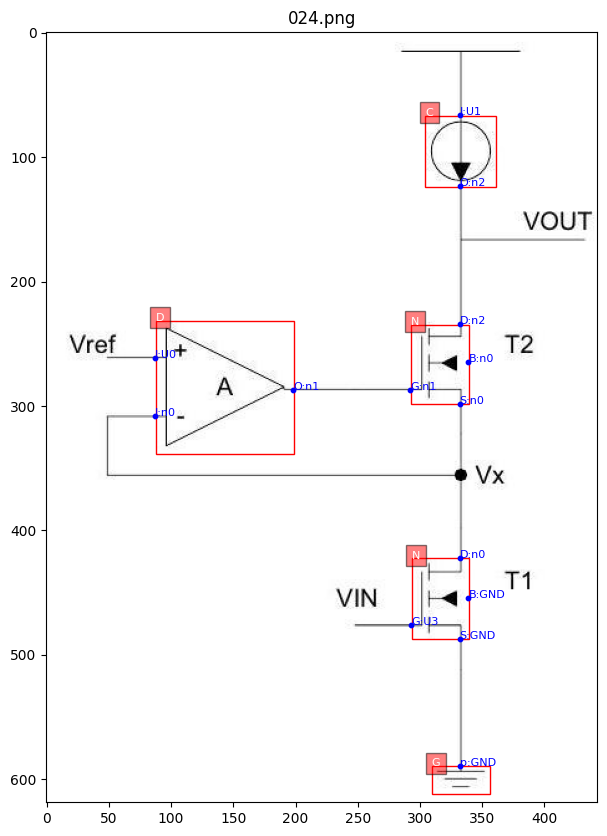 024.png
0
C
I:U1
100
O:n2
VOUT
200
D
N
D:n2
Vref
I:U0
+
T2
B:n0
A
O:n1
G:n1
300
S:n0
I:n0
-
Vx
400
N
D:n0
T1
VIN
B:GND
G:U3
S:GND
500
G
p:GND
600
0 50 100 150 200 250 300 350 400